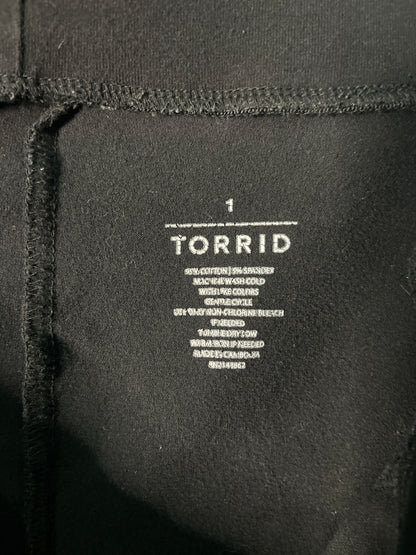 1
TORRID
95% COTTON | 5% SPANDEX
MACHINE WASH COLD
WITH LIKE COLORS
GENTLE CYCLE
USE ONLY NON-CHLORINE BLEACH
IF NEEDED
TUMBLE DRY LOW
WARM IRON IF NEEDED
MADE IN CAMBODIA